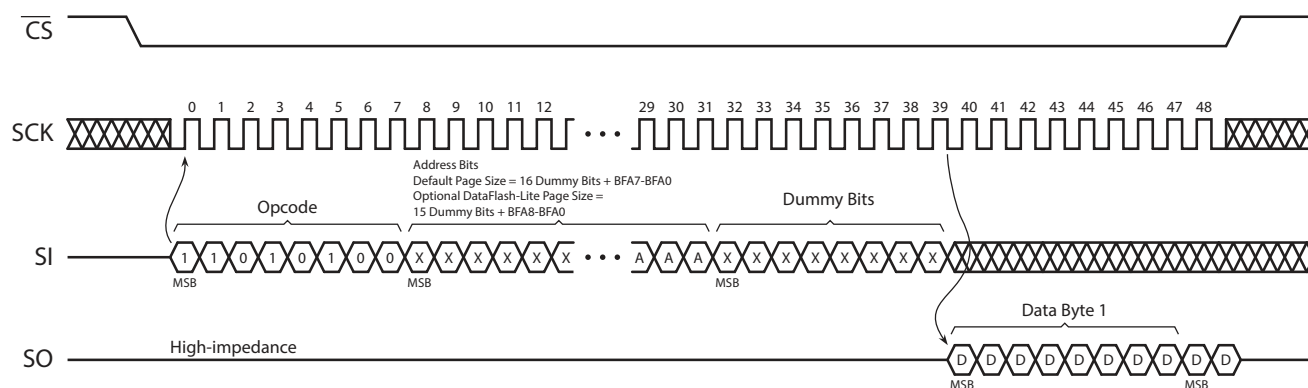 CS
0 1 2 3 4 5 6 7 8 9 10 11 12 29 30 31 32 33 34 35 36 37 38 39 40 41 42 43 44 45 46 47 48
SCK
Address Bits
Default Page Size = 16 Dummy Bits + BFA7-BFA0
Optional DataFlash-Lite Page Size =
15 Dummy Bits + BFA8-BFA0
Opcode
Dummy Bits
SI
1 1 0 1 0 1 0 0 X X X X X X • • • A A A X X X X X X X X
MSB MSB MSB
Data Byte 1
High-impedance
SO
D D D D D D D D D D
MSB MSB